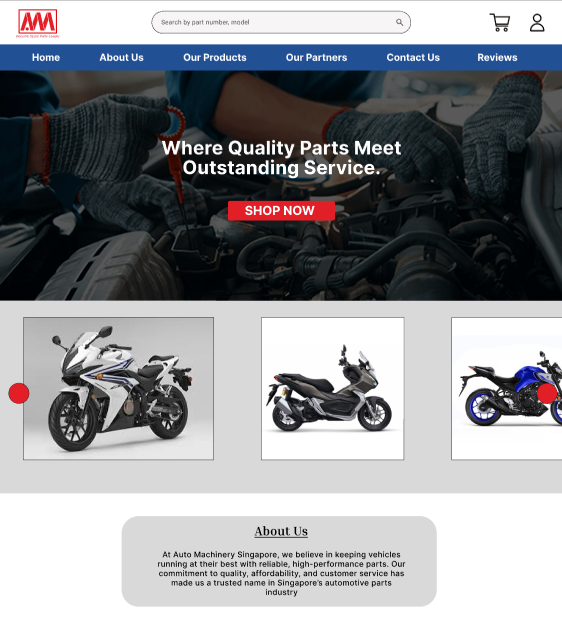 AM
Search by part number, model
Home About Us Our Products Our Partners Contact Us Reviews
Where Quality Parts Meet
Outstanding Service.
SHOP NOW
About Us
At Auto Machinery Singapore, we believe in keeping vehicles
running at their best with reliable, high-performance parts. Our
commitment to quality, affordability, and customer service has
made us a trusted name in Singapore's automotive parts
industry